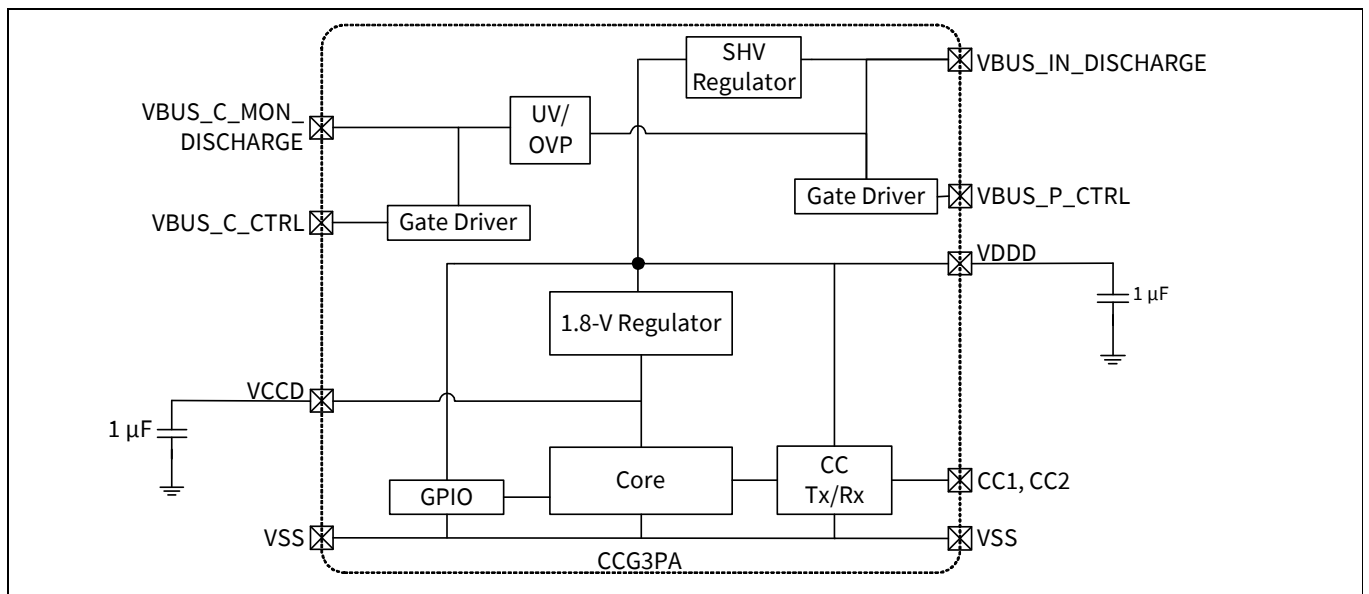 SHV
Regulator
VBUS_IN_DISCHARGE
VBUS_C_MON_
DISCHARGE
UV/
OVP
Gate Driver
VBUS_P_CTRL
VBUS_C_CTRL
Gate Driver
VDDD
1 µF
1.8-V Regulator
VCCD
1 µF
Core
CC
Tx/Rx
CC1, CC2
GPIO
VSS
VSS
CCG3PA